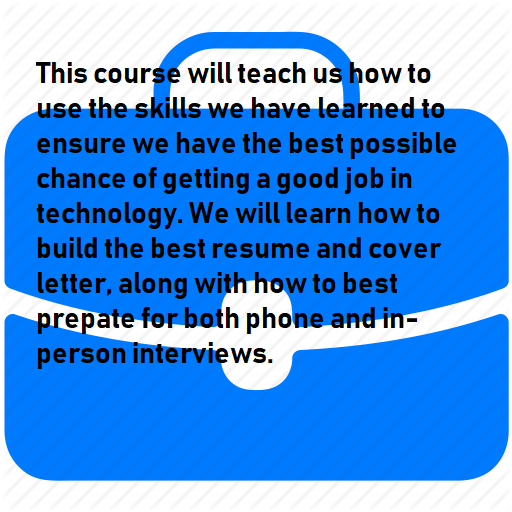 This course will teach us how to
use the skills we have learned to
ensure we have the best possible
chance of getting a good job in
technology. We will learn how to
build the best resume and cover
letter, along with how to best
prepate for both phone and in-
person interviews.